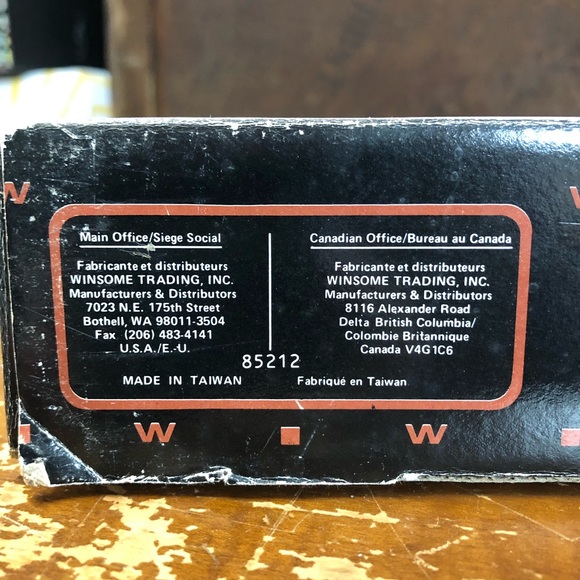 W
W
Main Office/Siege Social
Fabricante et distributeurs
WINSOME TRADING, INC.
Manufacturers & Distributors
7023 N.E. 175th Street
Bothell, WA 98011-3504
Fax (206) 483-4141
U.S.A./E.-U.
Canadian Office/Bureau au Canada
Fabricante et distributeurs
WINSOME TRADING, INC.
Manufacturers & Distributors
8116 Alexander Road
Delta British Columbia/
Colombie Britannique
Canada V4G1C6
85212
MADE IN TAIWAN
Fabriqué en Taiwan
W
W